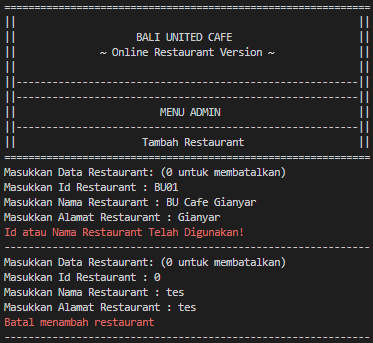 =========================================================
||                                                     ||
||                  BALI UNITED CAFE                   ||
||            ~ Online Restaurant Version ~            ||
||                                                     ||
||-----------------------------------------------------||
||-----------------------------------------------------||
||                     MENU ADMIN                      ||
||-----------------------------------------------------||
||                  Tambah Restaurant                  ||
=========================================================
Masukkan Data Restaurant: (0 untuk membatalkan)
Masukkan Id Restaurant : BU01
Masukkan Nama Restaurant : BU Cafe Gianyar
Masukkan Alamat Restaurant : Gianyar
Id atau Nama Restaurant Telah Digunakan!
---------------------------------------------------------
Masukkan Data Restaurant: (0 untuk membatalkan)
Masukkan Id Restaurant : 0
Masukkan Nama Restaurant : tes
Masukkan Alamat Restaurant : tes
Batal menambah restaurant
---------------------------------------------------------